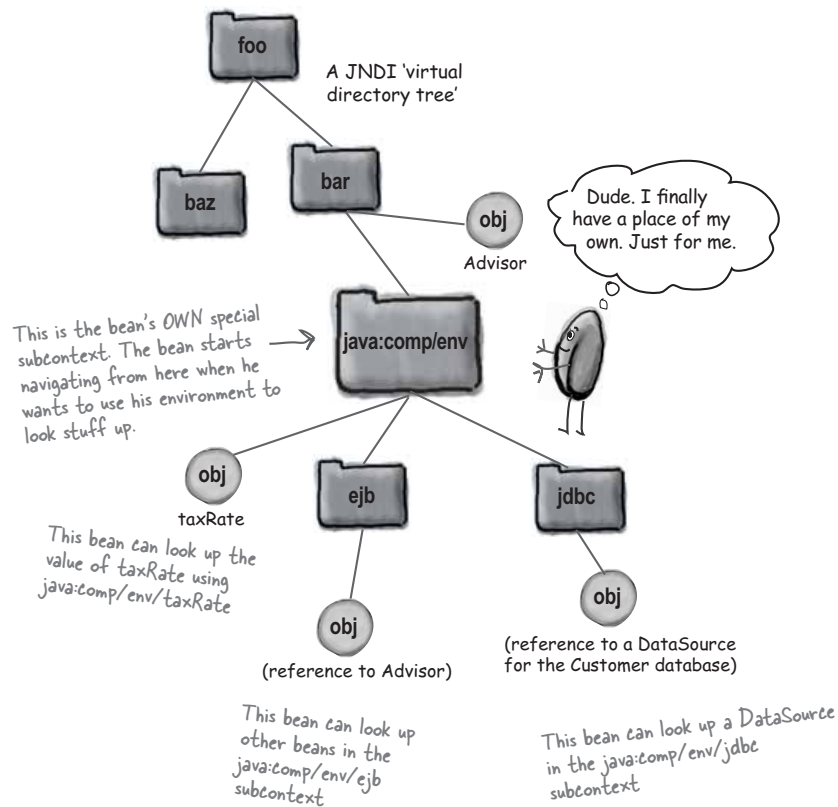 foo
A JNDI ‘virtual
directory tree’
baz
bar
obj
Advisor
Dude. I finally
have a place of my
own. Just for me.
This is the bean's OWN special
subcontext. The bean starts
navigating from here when he
wants to use his environment to
look stuff up.
java:comp/env
obj
taxRate
ejb
jdbc
This bean can look up the
value of taxRate using
java:comp/env/taxRate
obj
(reference to Advisor)
obj
(reference to a DataSource
for the Customer database)
This bean can look up
other beans in the
java:comp/env/ejb
subcontext
This bean can look up a DataSource
in the java:comp/env/jdbc
subcontext